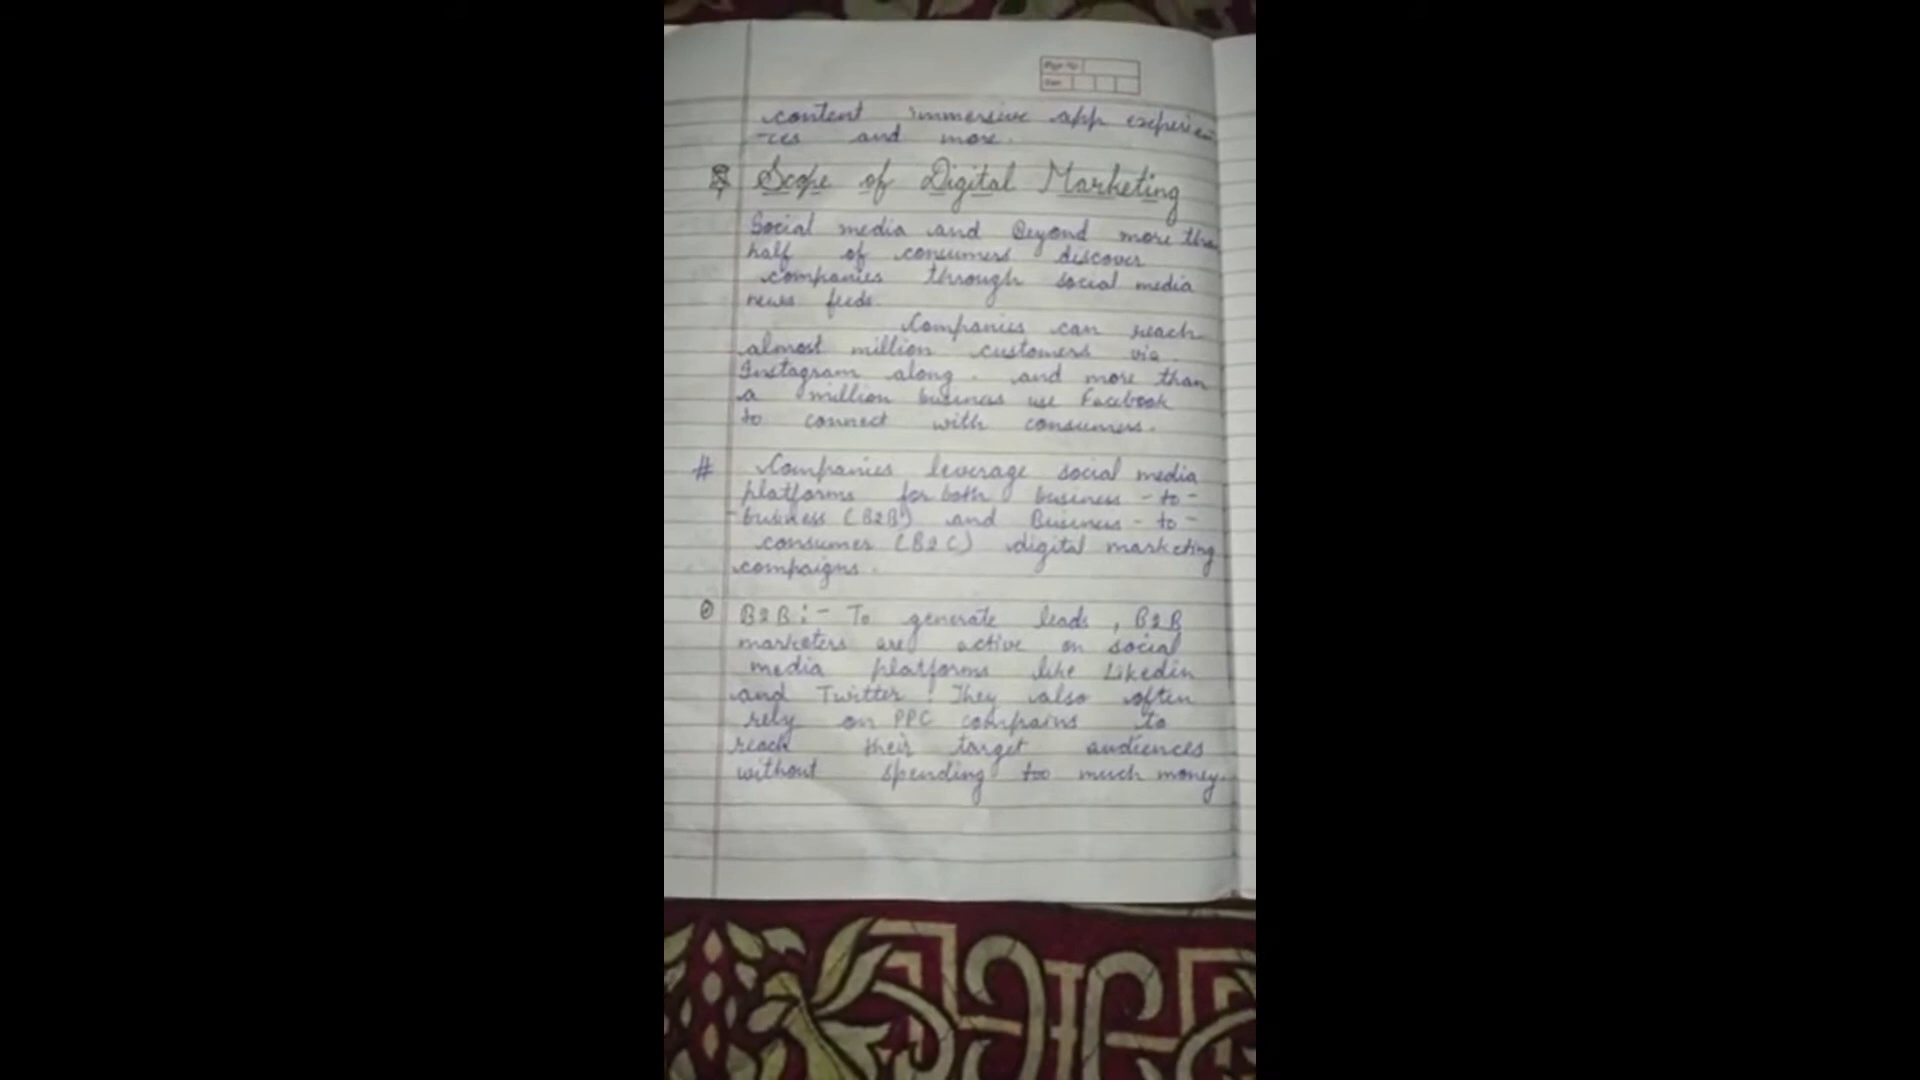 Page No.
Date
content immersive app experien
-ces and more.
Scope of Digital Marketing
Social media and Beyond more than
half of consumers discover
companies through social media
news feeds.
Companies can reach
almost million customers via
Instagram along. and more than
a million business use Facebook
to connect with consumers.
# Companies leverage social media
platforms for both business - to -
business (B2B) and Business - to -
consumer (B2C) digital marketing
compaigns.
B2B:- To generate leads, B2B
marketers are active on social
media platforms like Likedin
and Twitter. They also often
rely on PPC compains to
reach their target audiences
without spending too much money.